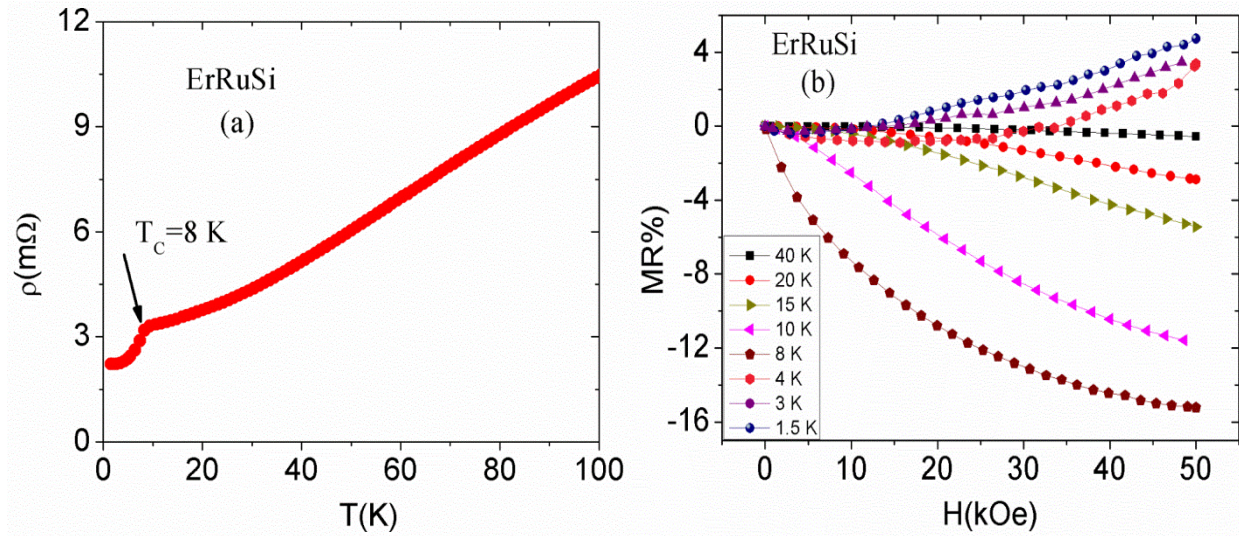 12
9
6
3
0
ρ(mΩ)
ErRuSi
(a)
T_C=8 K
0
20
40
60
80
100
T(K)
4
0
-4
-8
-12
-16
MR%
ErRuSi
(b)
40 K
20 K
15 K
10 K
8 K
4 K
3 K
1.5 K
0
10
20
30
40
50
H(kOe)